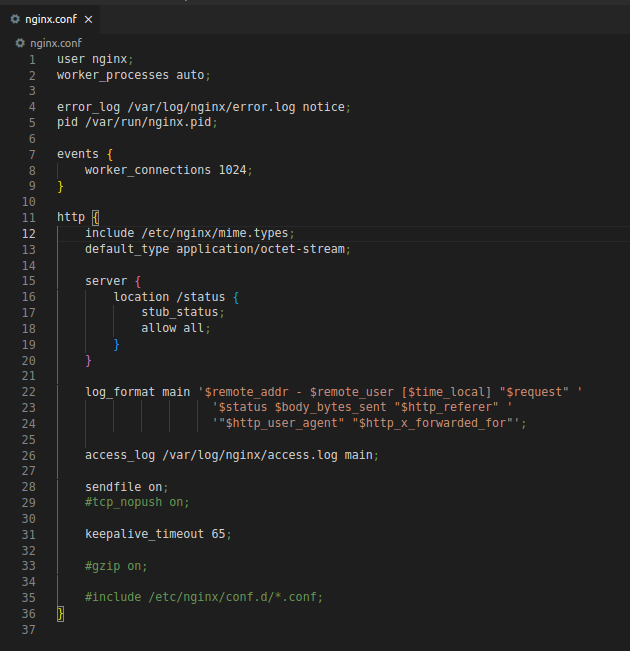 nginx.conf ×
nginx.conf
1 user nginx;
2 worker_processes auto;
3
4 error_log /var/log/nginx/error.log notice;
5 pid /var/run/nginx.pid;
6
7 events {
8 worker_connections 1024;
9 }
10
11 http {
12 include /etc/nginx/mime.types;
13 default_type application/octet-stream;
14
15 server {
16 location /status {
17 stub_status;
18 allow all;
19 }
20 }
21
22 log_format main '$remote_addr - $remote_user [$time_local] "$request" '
23 '$status $body_bytes_sent "$http_referer" '
24 '"$http_user_agent" "$http_x_forwarded_for"';
25
26 access_log /var/log/nginx/access.log main;
27
28 sendfile on;
29 #tcp_nopush on;
30
31 keepalive_timeout 65;
32
33 #gzip on;
34
35 #include /etc/nginx/conf.d/*.conf;
36 }
37